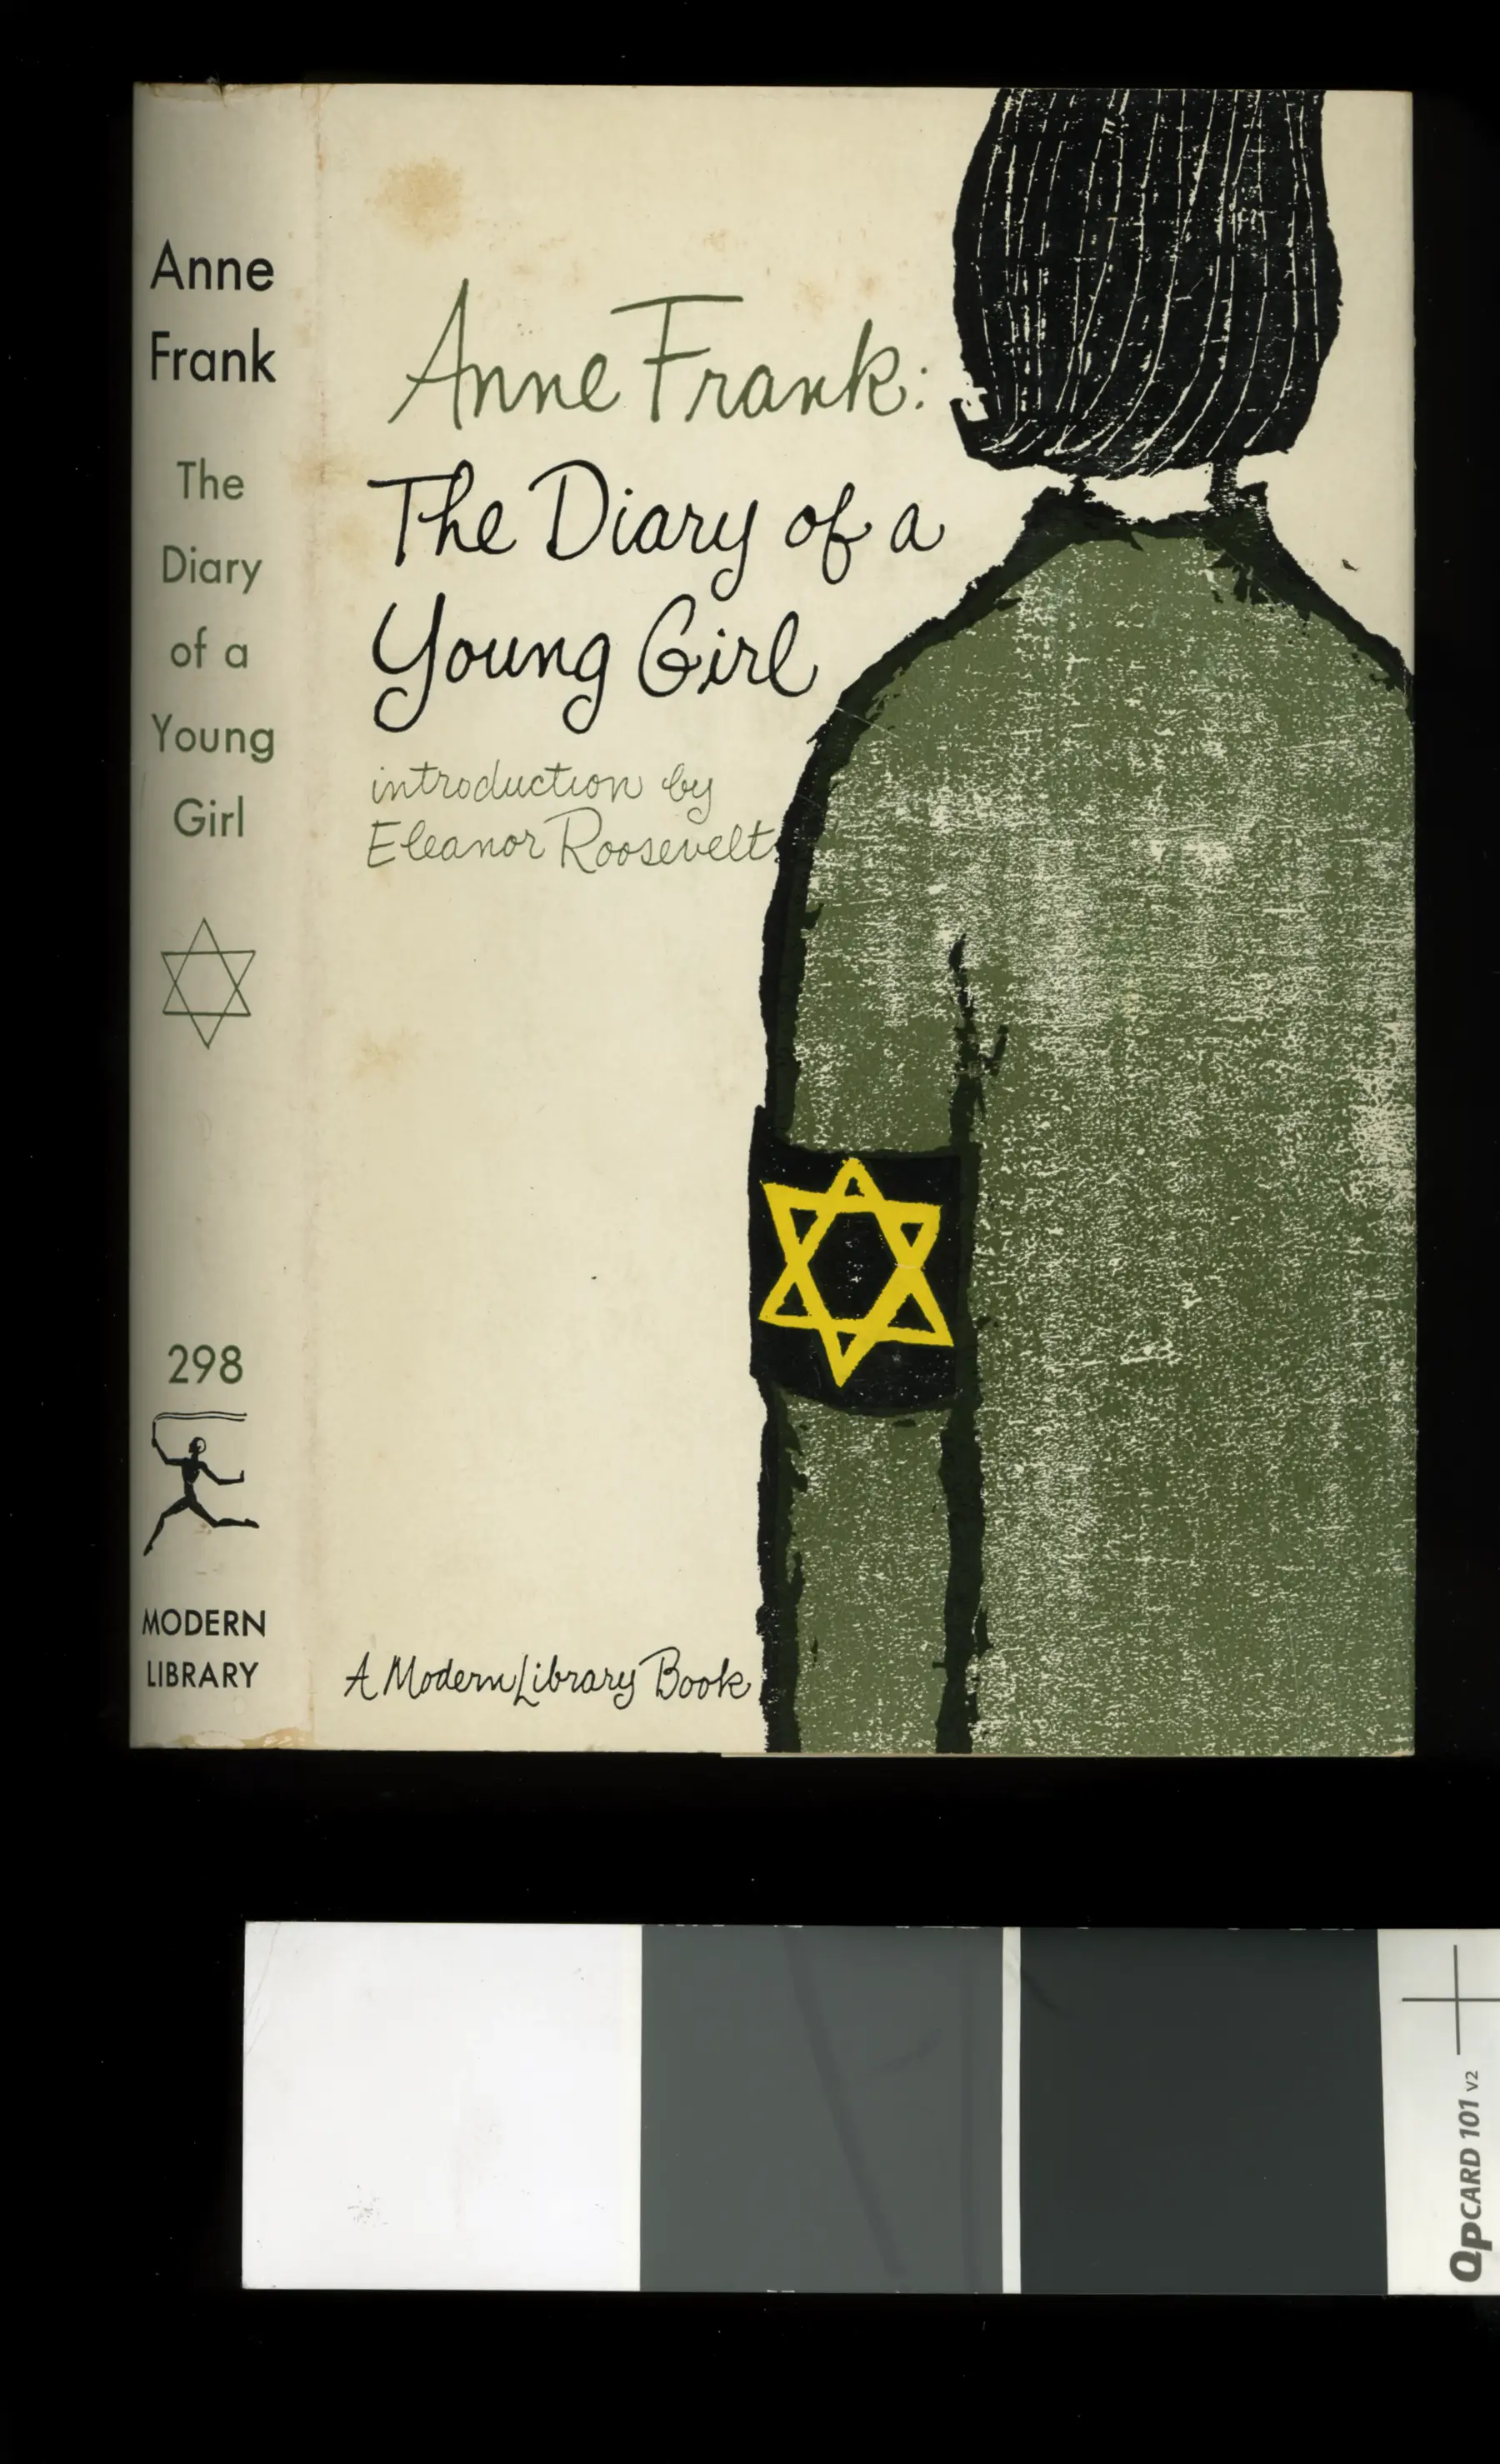 Anne
Frank
The
Diary
of a
Young
Girl
298
MODERN
LIBRARY
Anne Frank:
The Diary of a
Young Girl
introduction by
Eleanor Roosevelt
A Modern Library Book
QPCARD 101 v2